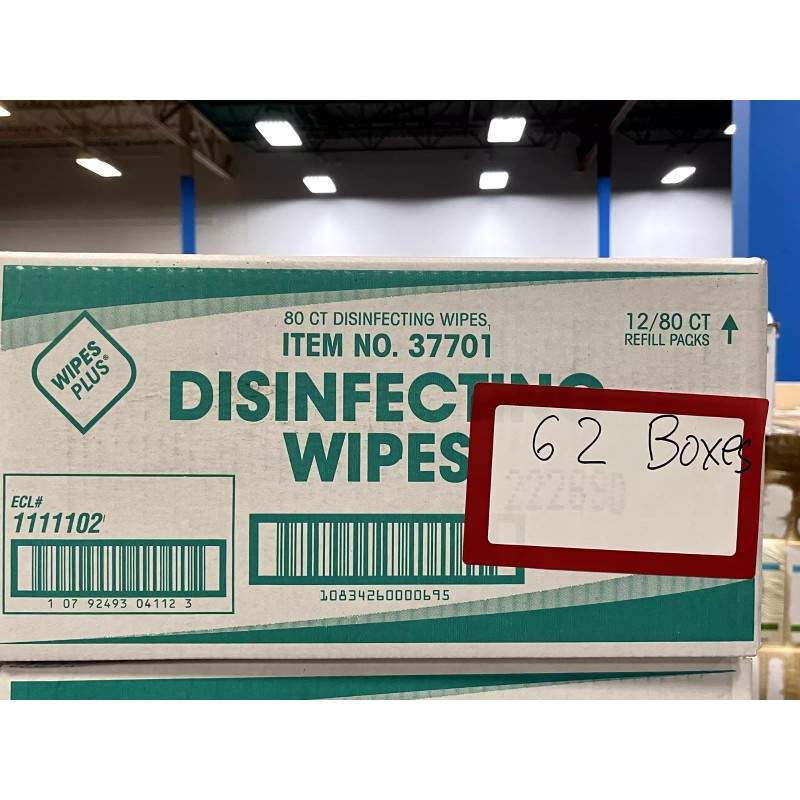 80 CT DISINFECTING WIPES,
ITEM NO. 37701
12/80 CT
REFILL PACKS
WIPES
PLUS®
DISINFECTING
WIPES
62 Boxes
222690
ECL#
1111102
1 07 92493 04112 3
10834260000695